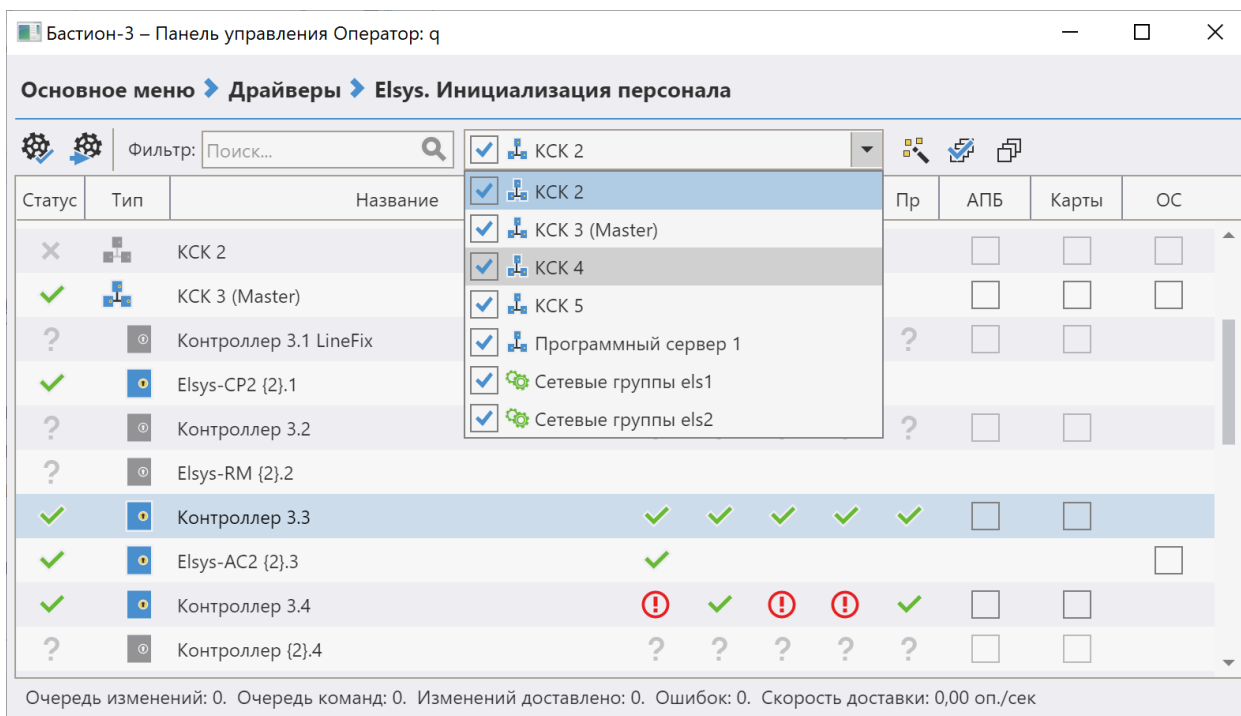 Бастион-3 – Панель управления Оператор: q
Основное меню Драйверы Elsys. Инициализация персонала
Фильтр: Поиск... КСК 2
Статус Тип Название Пр АПБ Карты ОС
КСК 2
КСК 3 (Master)
КСК 4
КСК 5
Программный сервер 1
Сетевые группы els1
Сетевые группы els2
КСК 2
КСК 3 (Master)
Контроллер 3.1 LineFix ?
Elsys-CP2 {2}.1
? Контроллер 3.2 ?
? Elsys-RM {2}.2
Контроллер 3.3
Elsys-AC2 {2}.3
Контроллер 3.4
? Контроллер {2}.4 ? ? ? ? ?
Очередь изменений: 0. Очередь команд: 0. Изменений доставлено: 0. Ошибок: 0. Скорость доставки: 0,00 оп./сек